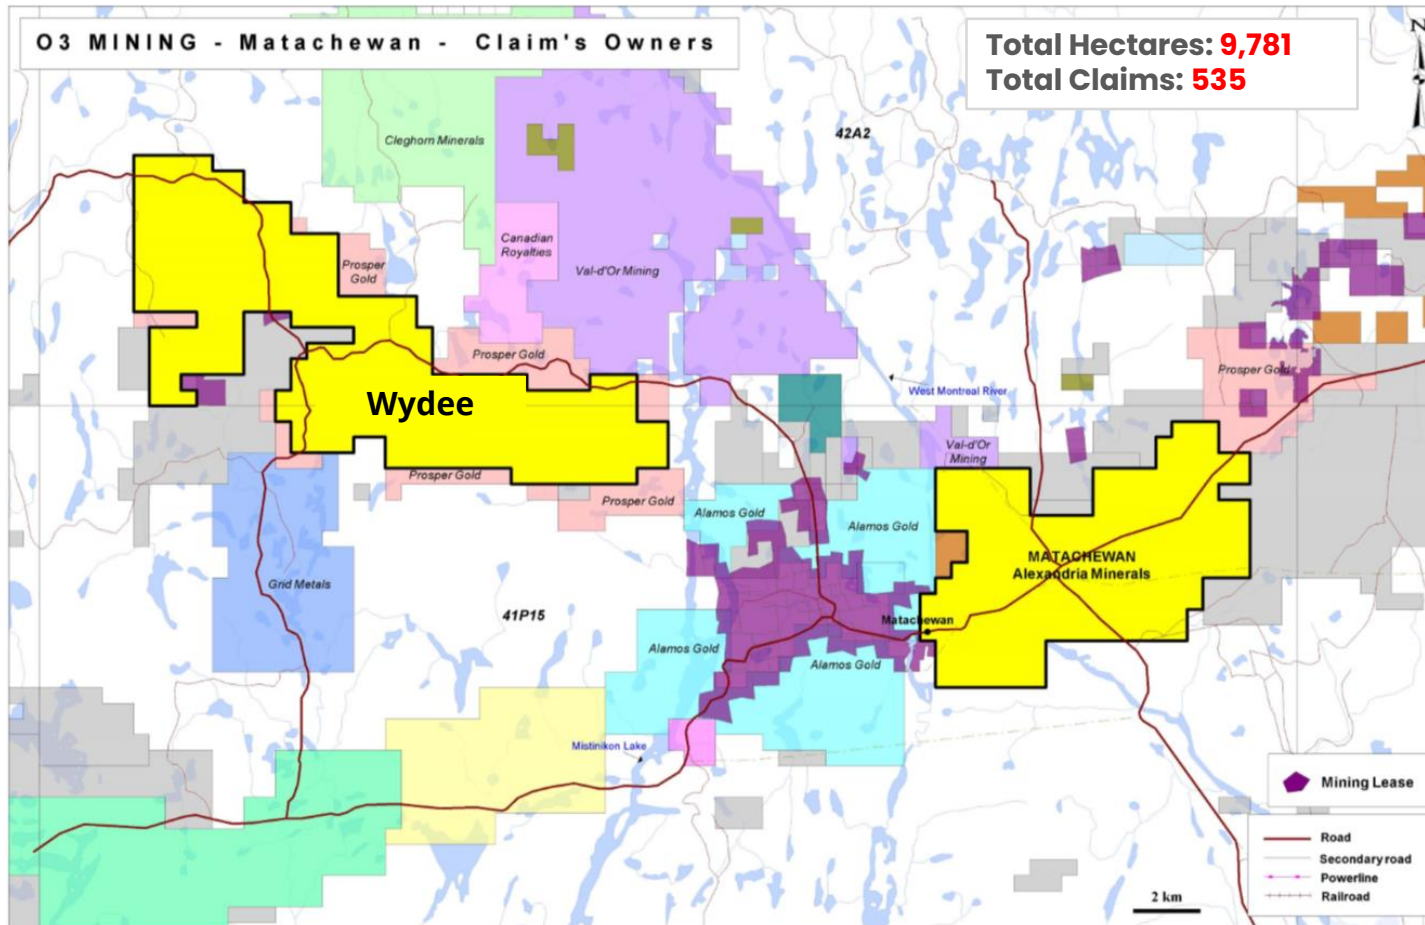 O3 MINING - Matachewan - Claim's Owners
Total Hectares: 9,781
Total Claims: 535
N
42A2
Cleghorn Minerals
Canadian
Royalties
Val-d'Or Mining
Prosper
Gold
Prosper Gold
Prosper Gold
West Montreal River
Wydee
Val-d'Or
Mining
Prosper Gold
Prosper Gold
Alamos Gold
Alamos Gold
MATACHEWAN
Alexandria Minerals
Grid Metals
41P15
Matachewan
Alamos Gold
Alamos Gold
Mistinikon Lake
Mining Lease
Road
Secondary road
Powerline
Railroad
2 km